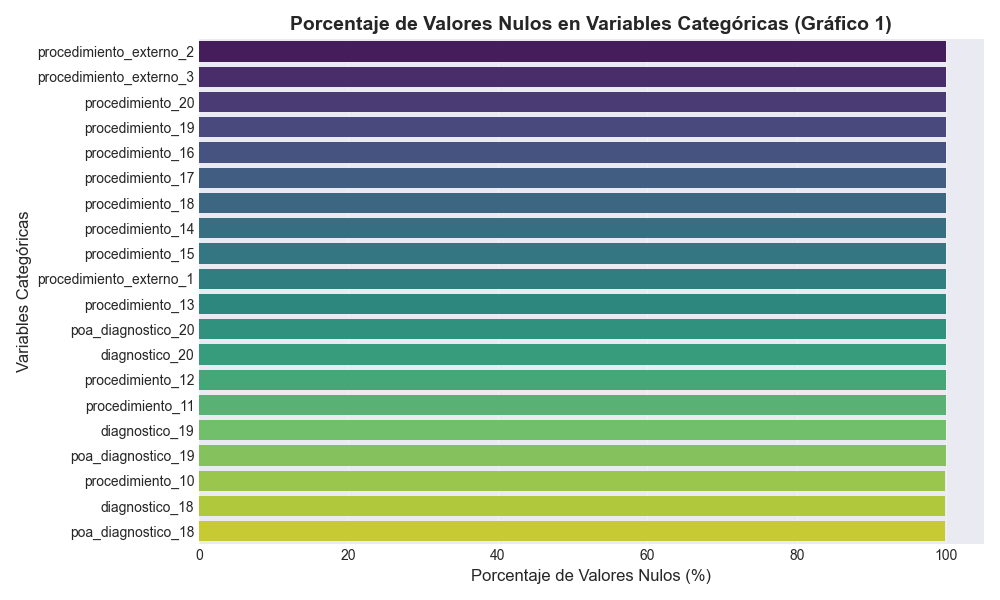 Porcentaje de Valores Nulos en Variables Categóricas (Gráfico 1)
Variables Categóricas
procedimiento_externo_2
procedimiento_externo_3
procedimiento_20
procedimiento_19
procedimiento_16
procedimiento_17
procedimiento_18
procedimiento_14
procedimiento_15
procedimiento_externo_1
procedimiento_13
poa_diagnostico_20
diagnostico_20
procedimiento_12
procedimiento_11
diagnostico_19
poa_diagnostico_19
procedimiento_10
diagnostico_18
poa_diagnostico_18
0 20 40 60 80 100
Porcentaje de Valores Nulos (%)